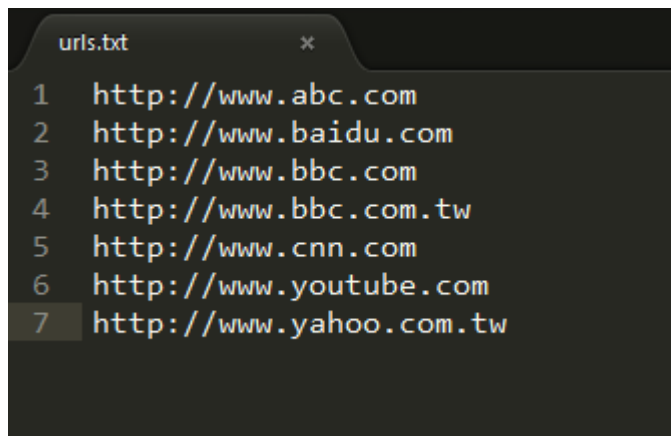 urls.txt ×
1 http://www.abc.com
2 http://www.baidu.com
3 http://www.bbc.com
4 http://www.bbc.com.tw
5 http://www.cnn.com
6 http://www.youtube.com
7 http://www.yahoo.com.tw